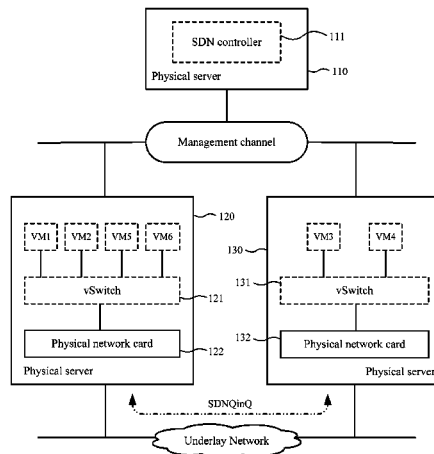 SDN controller
111
Physical server
110
Management channel
VM1 VM2 VM5 VM6
120
vSwitch
121
Physical network card
122
Physical server
VM3 VM4
130
131
vSwitch
132
Physical network card
Physical server
SDNQinQ
Underlay Network